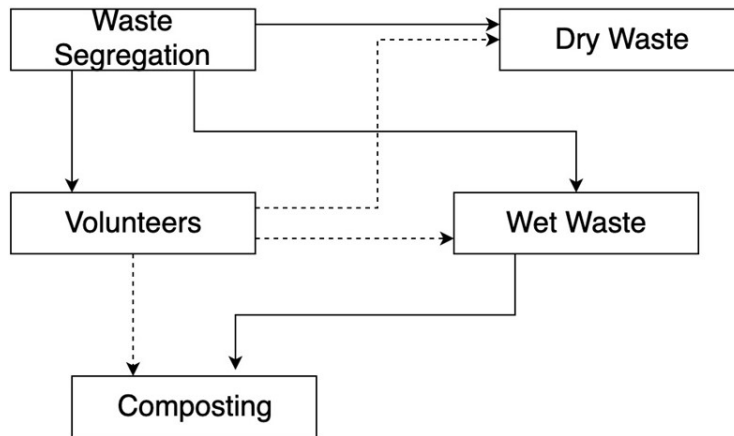 Waste
Segregation
Dry Waste
Volunteers
Wet Waste
Composting